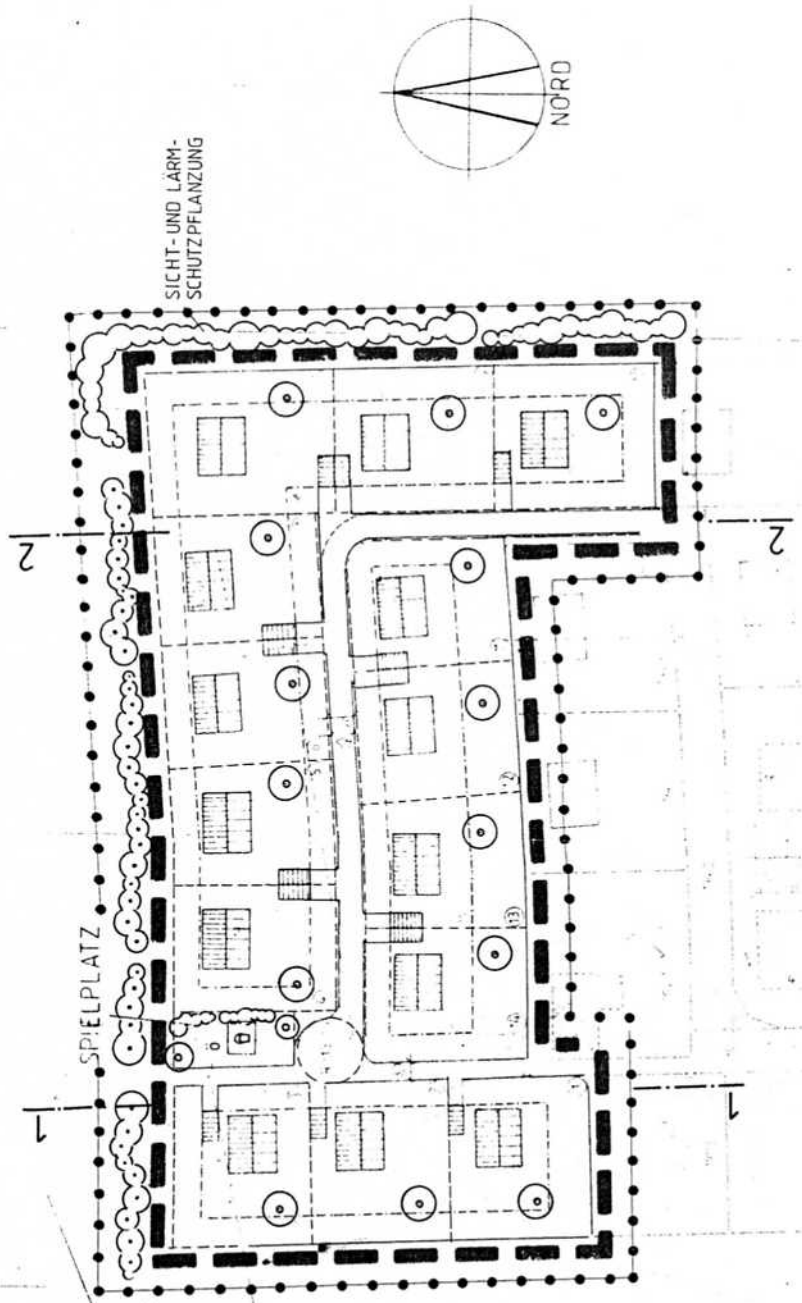 NORD
SICHT- UND LÄRM-
SCHUTZPFLANZUNG
2
2
SPIELPLATZ
13
1
1